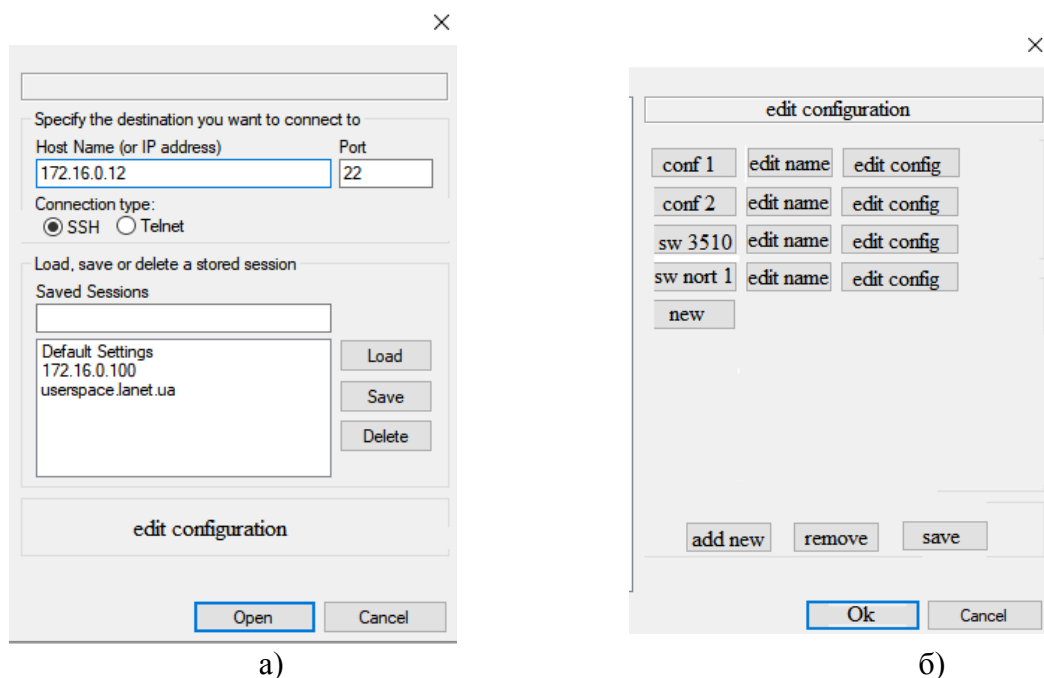 Specify the destination you want to connect to
Host Name (or IP address) Port
172.16.0.12 22
Connection type:
SSH Telnet
Load, save or delete a stored session
Saved Sessions
Default Settings
172.16.0.100
userspace.lanet.ua
Load
Save
Delete
edit configuration
Open Cancel
а)
edit configuration
conf 1 edit name edit config
conf 2 edit name edit config
sw 3510 edit name edit config
sw nort 1 edit name edit config
new
add new remove save
Ok Cancel
б)